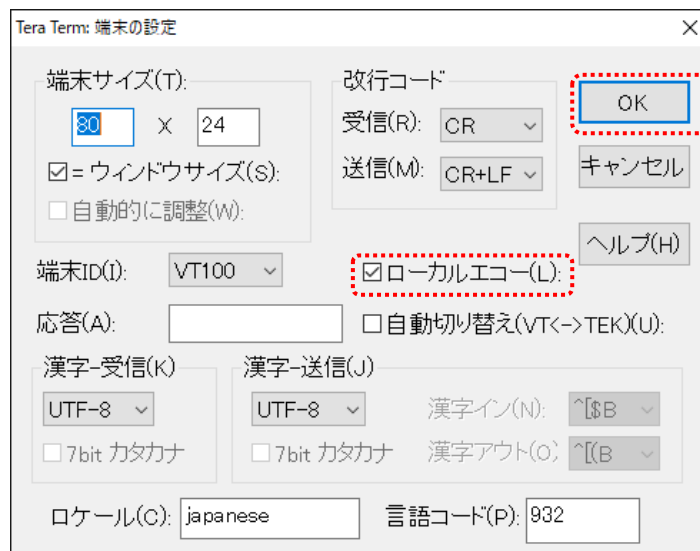 Tera Term: 端末の設定
端末サイズ(T):
80 X 24
= ウィンドウサイズ(S):
自動的に調整(W):
改行コード
受信(R): CR
送信(M): CR+LF
OK
キャンセル
ヘルプ(H)
端末ID(I): VT100
ローカルエコー(L):
応答(A):
自動切り替え(VT<->TEK)(U):
漢字-受信(K)
UTF-8
7bit カタカナ
漢字-送信(J)
UTF-8
7bit カタカナ
漢字イン(N): ^[$B
漢字アウト(O) ^[(B
ロケール(C): japanese
言語コード(P): 932